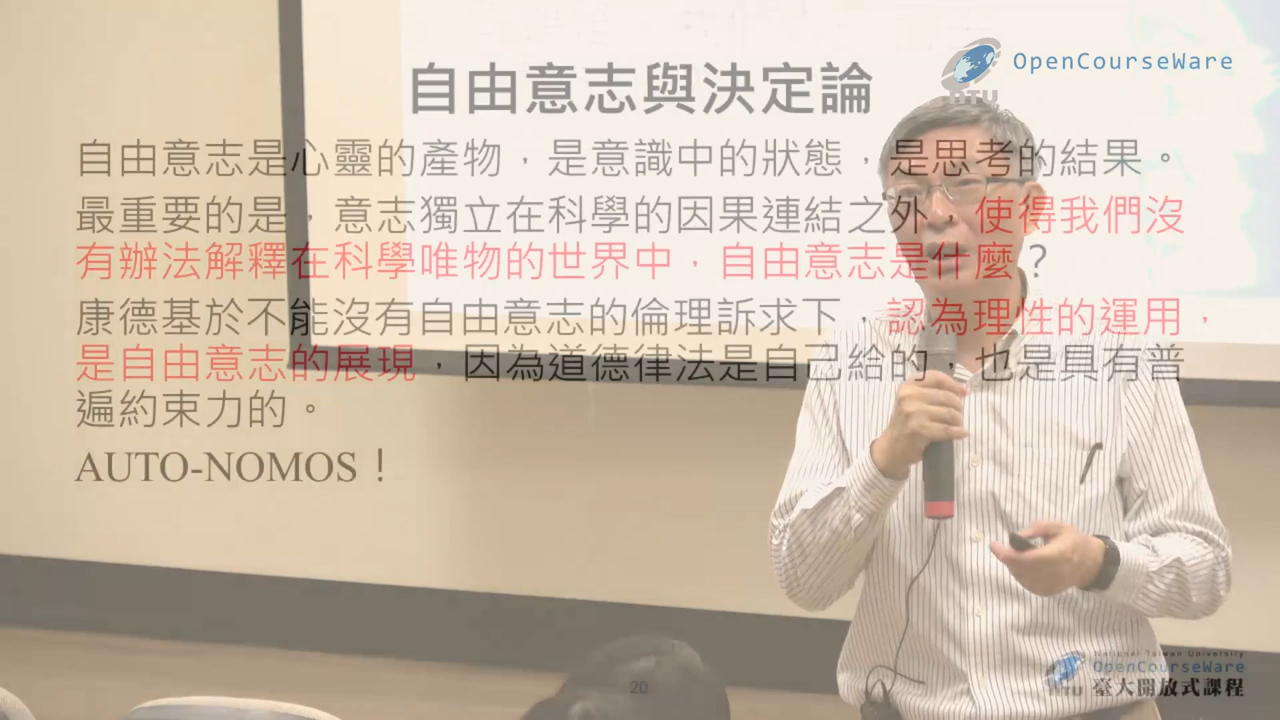 OpenCourseWare
NTU
自由意志與決定論
自由意志是心靈的產物，是意識中的狀態，是思考的結果。
最重要的是，意志獨立在科學的因果連結之外，使得我們沒
有辦法解釋在科學唯物的世界中，自由意志是什麼？
康德基於不能沒有自由意志的倫理訴求下，認為理性的運用，
是自由意志的展現，因為道德律法是自己給的，也是具有普
遍約束力的。
AUTO-NOMOS！
20
National Taiwan University
OpenCourseWare
NTU 臺大開放式課程